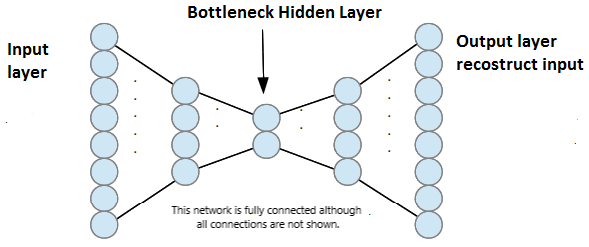 Bottleneck Hidden Layer
Input
layer
Output layer
recostruct input
This network is fully connected although
all connections are not shown.